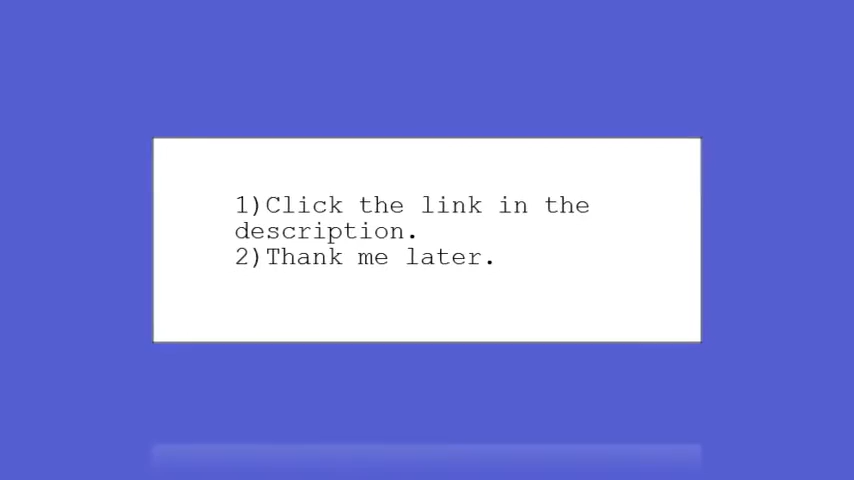 1)Click the link in the
description.
2)Thank me later.